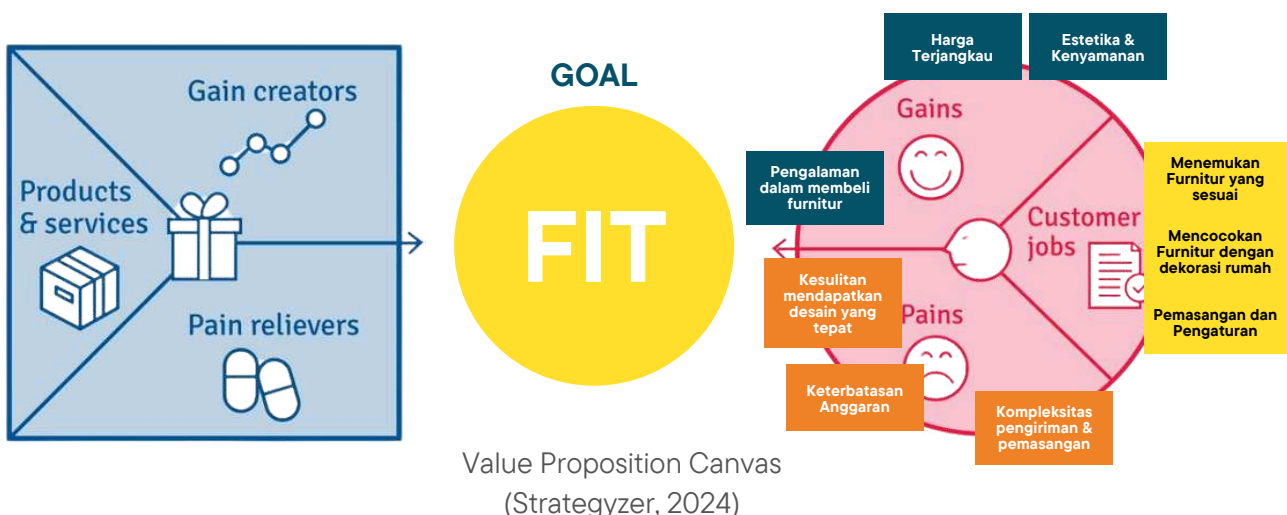 Gain creators
Products
& services
Pain relievers
GOAL
FIT
Harga
Terjangkau
Estetika &
Kenyamanan
Gains
Pengalaman
dalam membeli
furnitur
Customer
jobs
Menemukan
Furnitur yang
sesuai
Mencocokan
Furnitur dengan
dekorasi rumah
Pemasangan dan
Pengaturan
Kesulitan
mendapatkan
desain yang
tepat
Pains
Keterbatasan
Anggaran
Kompleksitas
pengiriman &
pemasangan
Value Proposition Canvas
(Strategyzer, 2024)